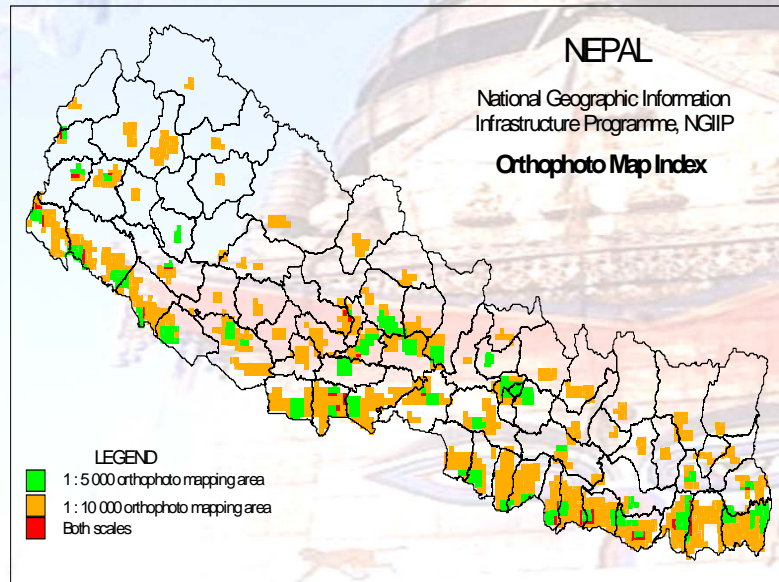 NEPAL
National Geographic Information
Infrastructure Programme, NGIIP
Orthophoto Map Index
LEGEND
1 : 5 000 orthophoto mapping area
1 : 10 000 orthophoto mapping area
Both scales